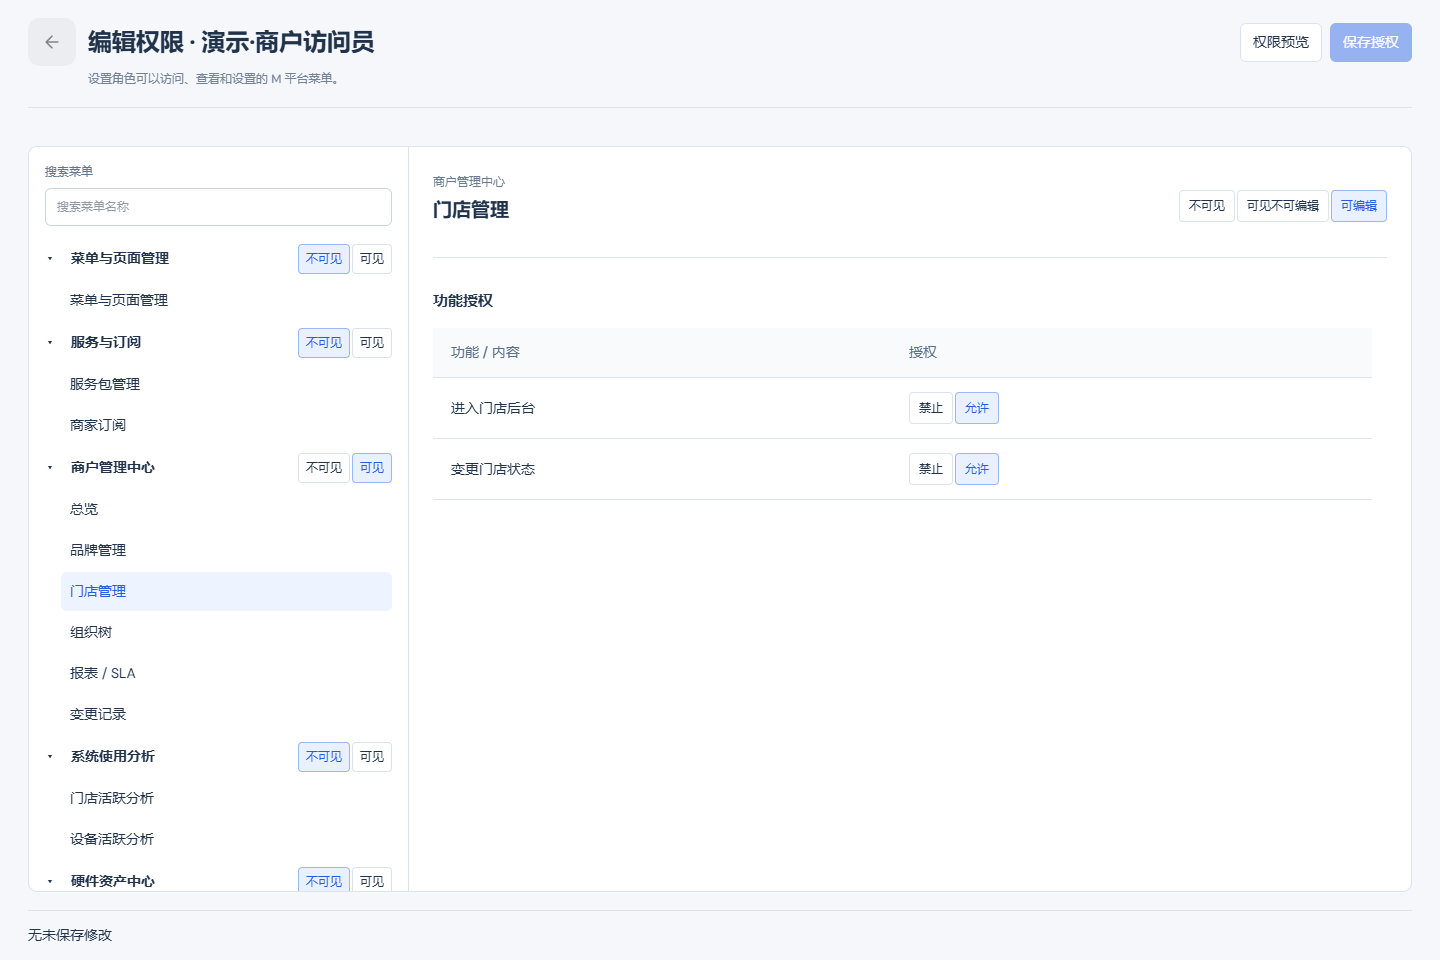 编辑权限 · 演示·商户访问员
设置角色可以访问、查看和设置的 M 平台菜单。
权限预览
保存授权
搜索菜单
搜索菜单名称
菜单与页面管理 不可见 可见
菜单与页面管理
服务与订阅 不可见 可见
服务包管理
商家订阅
商户管理中心 不可见 可见
总览
品牌管理
门店管理
组织树
报表 / SLA
变更记录
系统使用分析 不可见 可见
门店活跃分析
设备活跃分析
硬件资产中心 不可见 可见
商户管理中心
门店管理
不可见 可见不可编辑 可编辑
功能授权
功能 / 内容 授权
进入门店后台 禁止 允许
变更门店状态 禁止 允许
无未保存修改